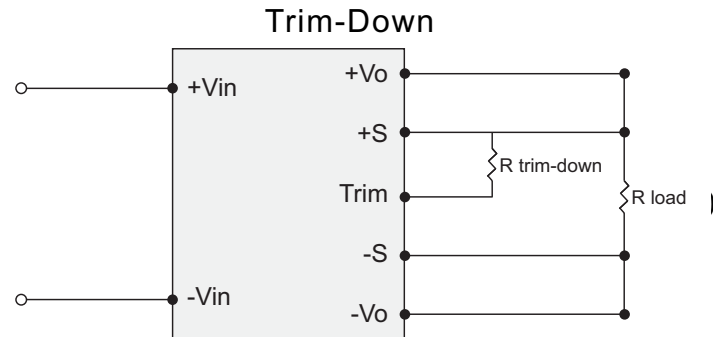 Trim-Down
+Vin
-Vin
+Vo
+S
Trim
-S
-Vo
R trim-down
R load